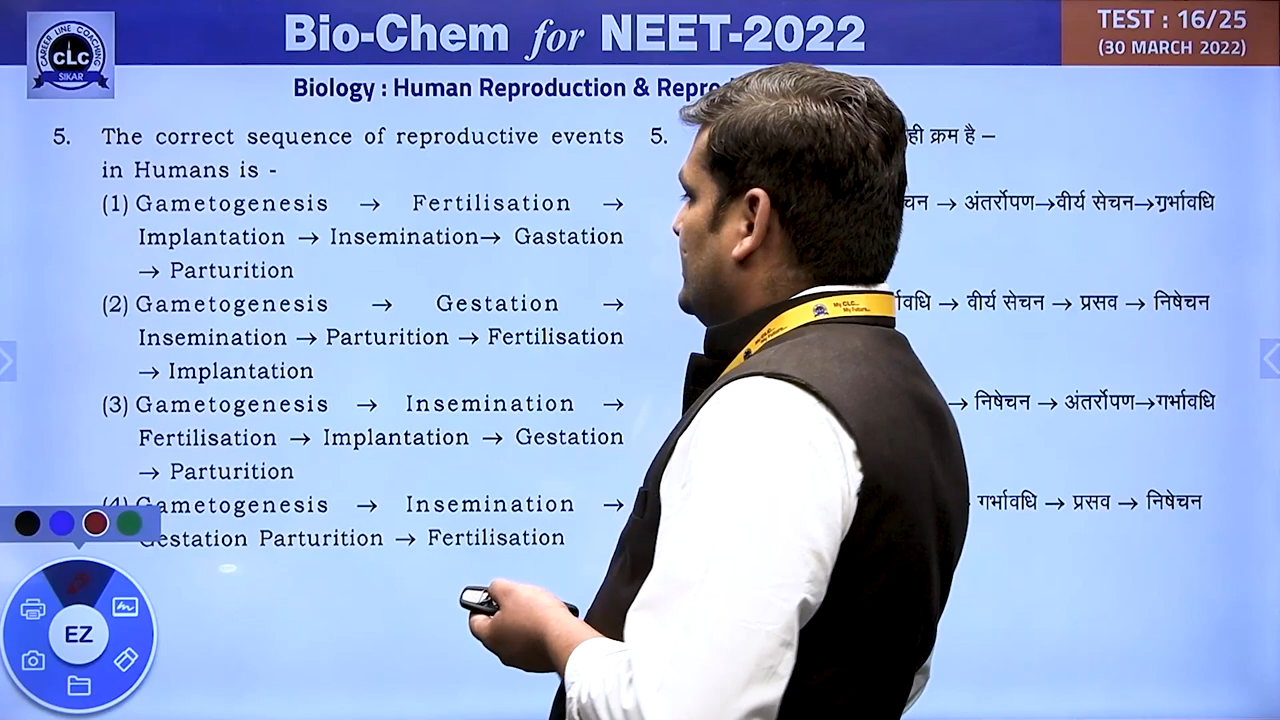 Bio-Chem for NEET-2022
TEST : 16/25
(30 MARCH 2022)
CAREER LINE COACHING
CLC
SIKAR
Biology : Human Reproduction &
5. The correct sequence of reproductive events
in Humans is -
(1) Gametogenesis → Fertilisation →
Implantation → Insemination→ Gastation
→ Parturition
(2) Gametogenesis → Gestation →
Insemination → Parturition → Fertilisation
→ Implantation
(3) Gametogenesis → Insemination →
Fertilisation → Implantation → Gestation
→ Parturition
(4) Gametogenesis → Insemination →
Gestation Parturition → Fertilisation
5. क्रम है –
→ अंतर्रोपण→वीर्य सेचन→गर्भावधि
→ वीर्य सेचन → प्रसव → निषेचन
→ निषेचन → अंतर्रोपण→गर्भावधि
गर्भावधि → प्रसव → निषेचन
My CLC...
My Future...
EZ